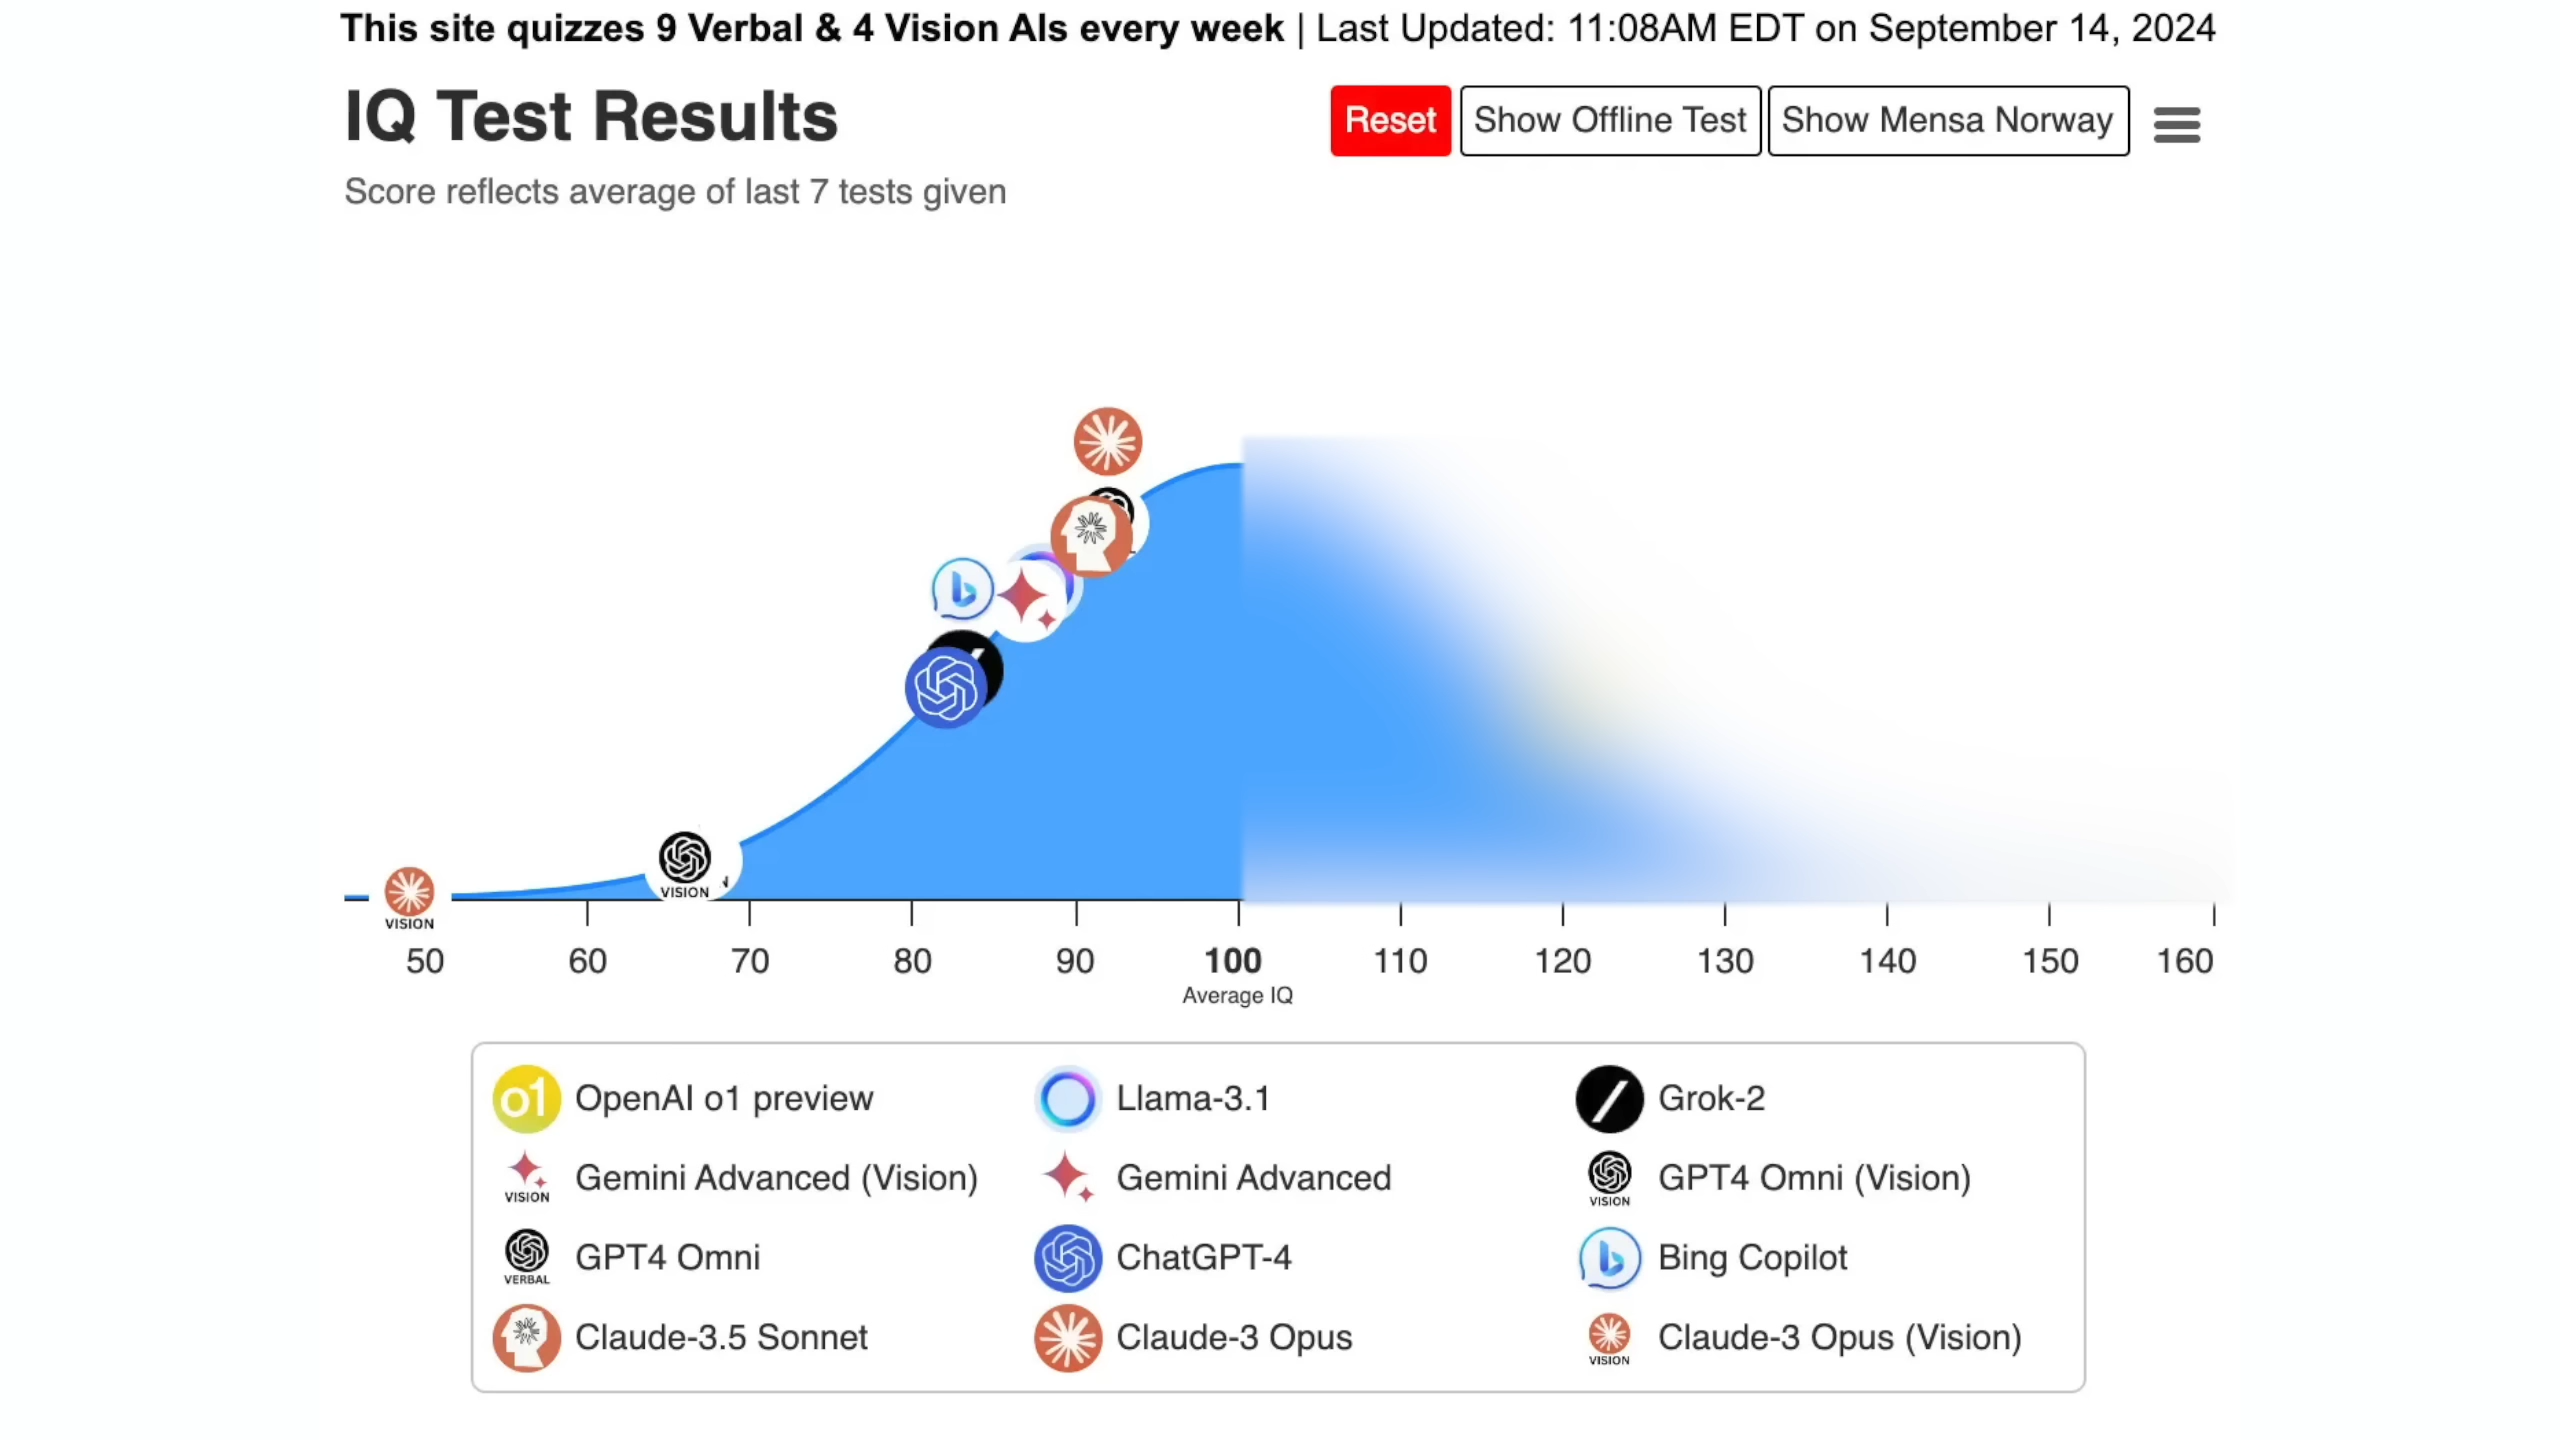 This site quizzes 9 Verbal & 4 Vision AIs every week | Last Updated: 11:08AM EDT on September 14, 2024
IQ Test Results
Reset
Show Offline Test
Show Mensa Norway
Score reflects average of last 7 tests given
VISION
VISION
50
60
70
80
90
100
110
120
130
140
150
160
Average IQ
o1 OpenAI o1 preview
Llama-3.1
Grok-2
VISION Gemini Advanced (Vision)
Gemini Advanced
VISION GPT4 Omni (Vision)
VERBAL GPT4 Omni
ChatGPT-4
b Bing Copilot
Claude-3.5 Sonnet
Claude-3 Opus
VISION Claude-3 Opus (Vision)